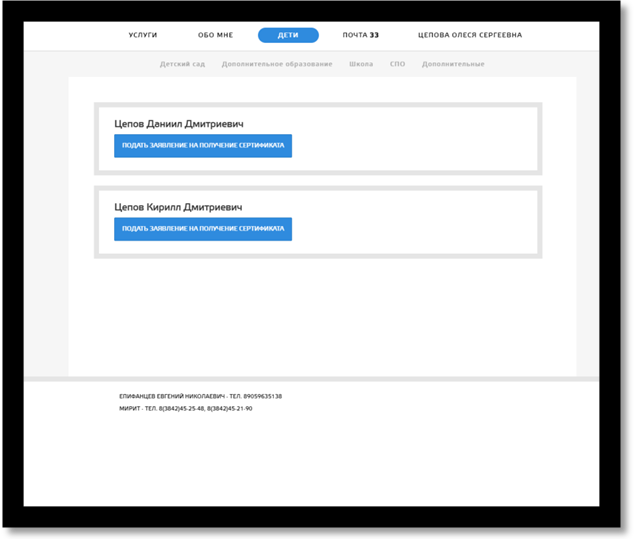 УСЛУГИ ОБО МНЕ ДЕТИ ПОЧТА 33 ЦЕПОВА ОЛЕСЯ СЕРГЕЕВНА
Детский сад Дополнительное образование Школа СПО Дополнительные
Цепов Даниил Дмитриевич
ПОДАТЬ ЗАЯВЛЕНИЕ НА ПОЛУЧЕНИЕ СЕРТИФИКАТА
Цепов Кирилл Дмитриевич
ПОДАТЬ ЗАЯВЛЕНИЕ НА ПОЛУЧЕНИЕ СЕРТИФИКАТА
ЕПИФАНЦЕВ ЕВГЕНИЙ НИКОЛАЕВИЧ - ТЕЛ. 89059635138
МИРИТ - ТЕЛ. 8(3842)45-25-48, 8(3842)45-21-90